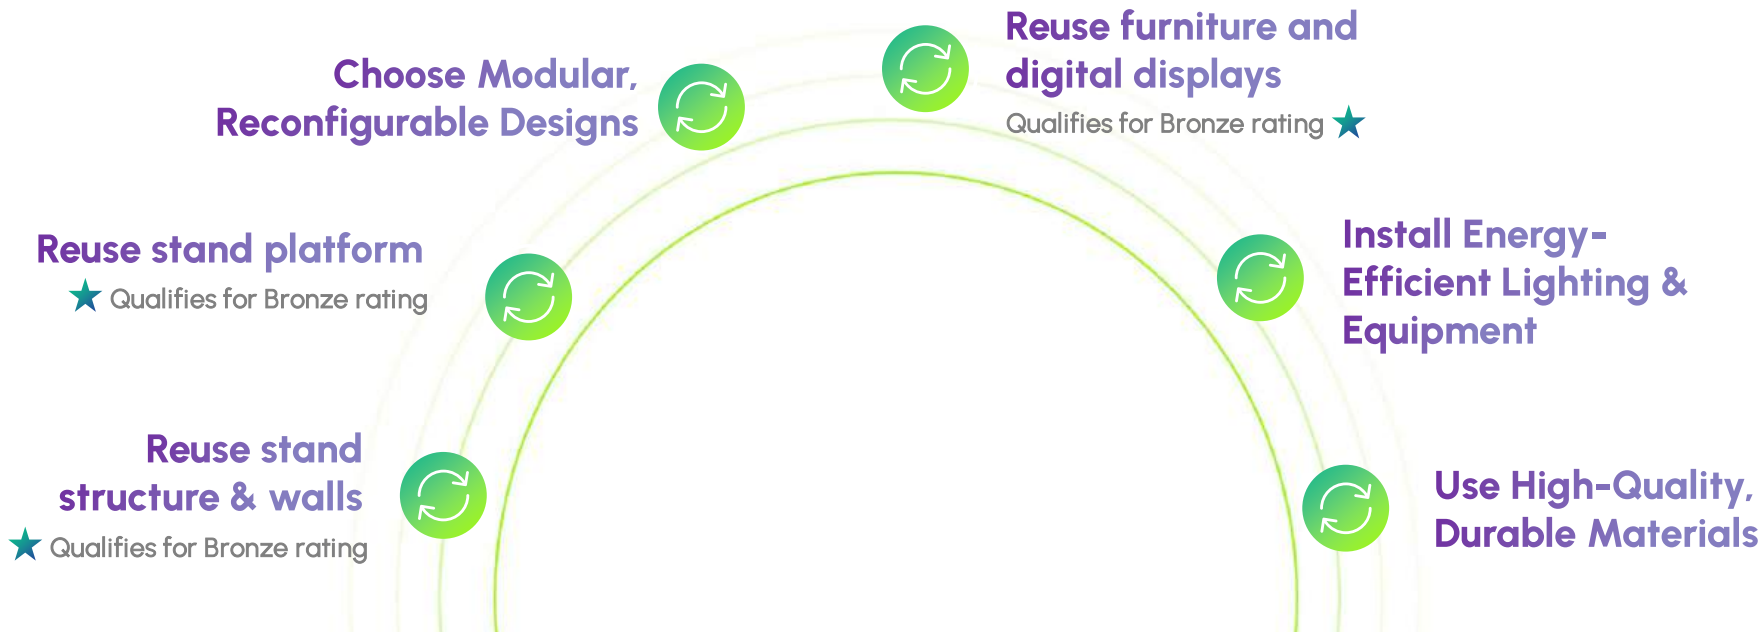 Choose Modular,
Reconfigurable Designs
Reuse furniture and
digital displays
Qualifies for Bronze rating
Reuse stand platform
Qualifies for Bronze rating
Install Energy-
Efficient Lighting &
Equipment
Reuse stand
structure & walls
Qualifies for Bronze rating
Use High-Quality,
Durable Materials